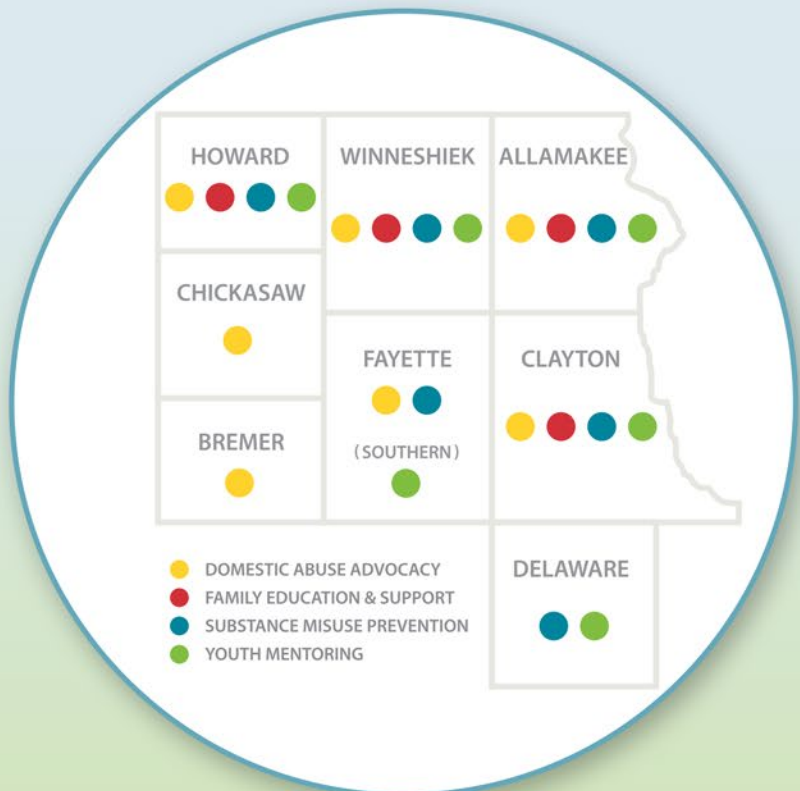 HOWARD
WINNESHIEK
ALLAMAKEE
CHICKASAW
FAYETTE
CLAYTON
BREMER
(SOUTHERN)
DOMESTIC ABUSE ADVOCACY
FAMILY EDUCATION & SUPPORT
SUBSTANCE MISUSE PREVENTION
YOUTH MENTORING
DELAWARE